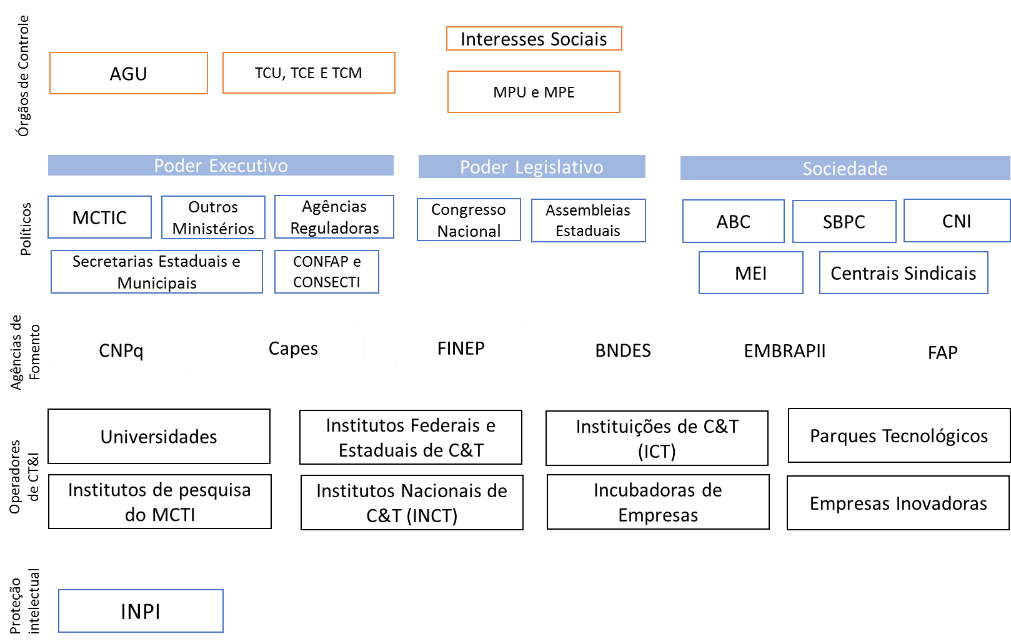 Órgãos de Controle
AGU
TCU, TCE E TCM
Interesses Sociais
MPU e MPE
Políticos
Poder Executivo
MCTIC
Outros
Ministérios
Agências
Reguladoras
Secretarias Estaduais e
Municipais
CONFAP e
CONSECTI
Poder Legislativo
Congresso
Nacional
Assembleias
Estaduais
Sociedade
ABC
SBPC
CNI
MEI
Centrais Sindicais
Agências de
Fomento
CNPq
Capes
FINEP
BNDES
EMBRAPII
FAP
Operadores
de CT&I
Universidades
Institutos Federais e
Estaduais de C&T
Instituições de C&T
(ICT)
Parques Tecnológicos
Institutos de pesquisa
do MCTI
Institutos Nacionais de
C&T (INCT)
Incubadoras de
Empresas
Empresas Inovadoras
Proteção
intelectual
INPI